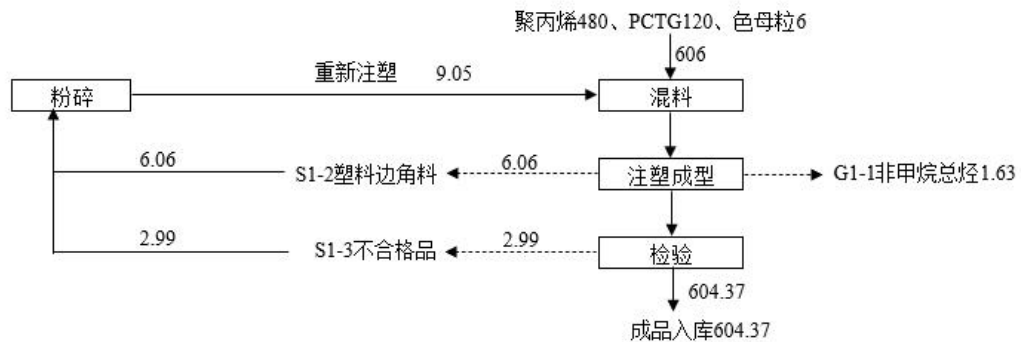 聚丙烯480、PCTG120、色母粒6
606
重新注塑 9.05
粉碎
混料
6.06
S1-2塑料边角料
6.06
注塑成型
G1-1非甲烷总烃1.63
2.99
S1-3不合格品
2.99
检验
604.37
成品入库604.37